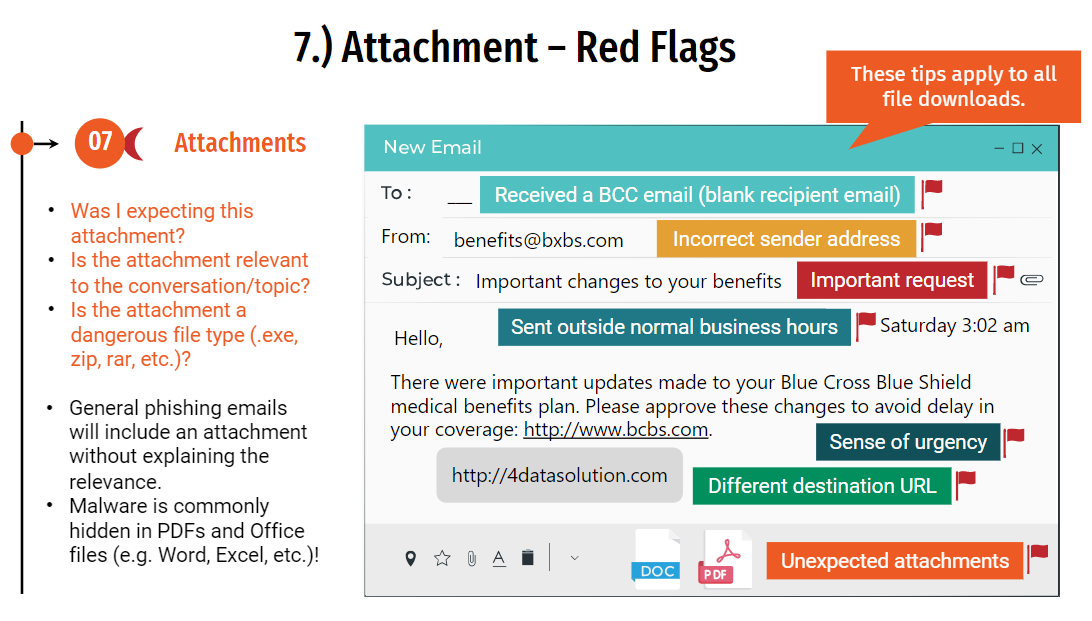 7.) Attachment – Red Flags
These tips apply to all
file downloads.
07
Attachments
• Was I expecting this
attachment?
• Is the attachment relevant
to the conversation/topic?
• Is the attachment a
dangerous file type (.exe,
zip, rar, etc.)?
• General phishing emails
will include an attachment
without explaining the
relevance.
• Malware is commonly
hidden in PDFs and Office
files (e.g. Word, Excel, etc.)!
New Email
To : ___ Received a BCC email (blank recipient email)
From: benefits@bxbs.com Incorrect sender address
Subject : Important changes to your benefits Important request
Sent outside normal business hours Saturday 3:02 am
Hello,
There were important updates made to your Blue Cross Blue Shield
medical benefits plan. Please approve these changes to avoid delay in
your coverage: http://www.bcbs.com.
Sense of urgency
http://4datasolution.com
Different destination URL
A
DOC
PDF
Unexpected attachments